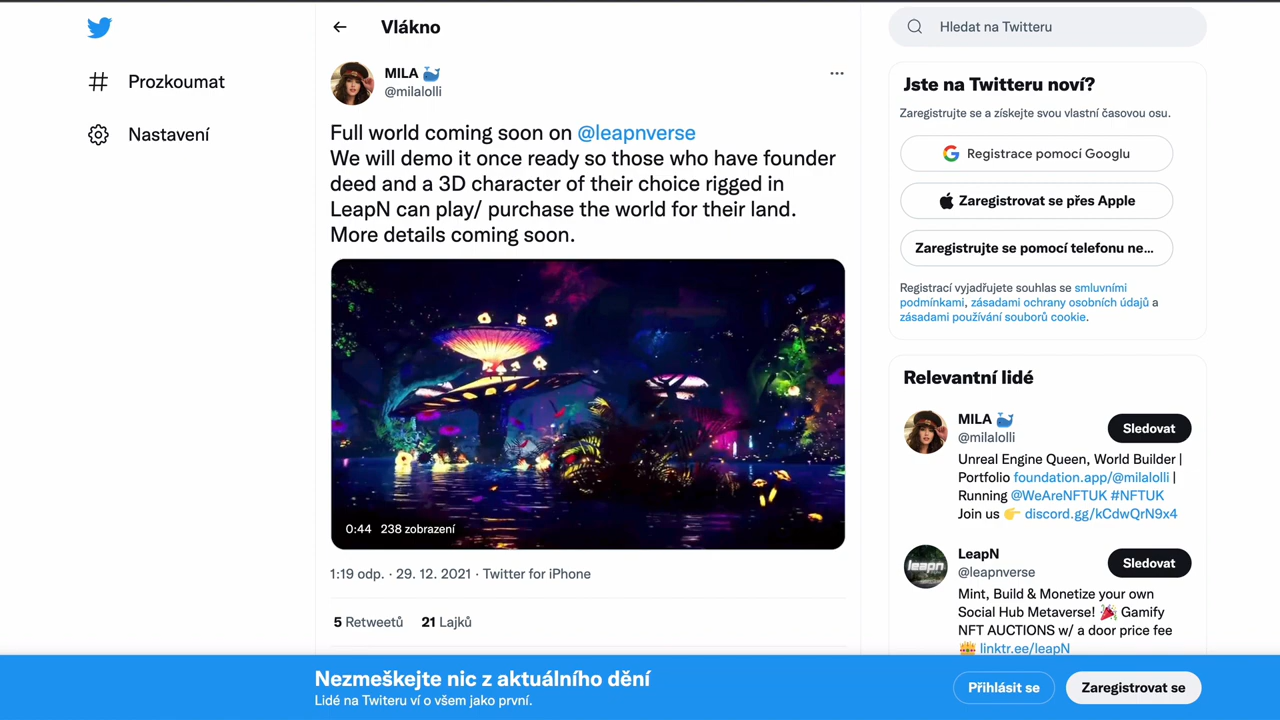 Prozkoumat
Nastavení
Vlákno
MILA
@milalolli
Full world coming soon on @leapnverse
We will demo it once ready so those who have founder
deed and a 3D character of their choice rigged in
LeapN can play/ purchase the world for their land.
More details coming soon.
0:44 238 zobrazení
1:19 odp. · 29. 12. 2021 · Twitter for iPhone
5 Retweetů 21 Lajků
Hledat na Twitteru
Jste na Twitteru noví?
Zaregistrujte se a získejte svou vlastní časovou osu.
Registrace pomocí Googlu
Zaregistrovat se přes Apple
Zaregistrujte se pomocí telefonu ne...
Registrací vyjadřujete souhlas se smluvními
podmínkami, zásadami ochrany osobních údajů a
zásadami používání souborů cookie.
Relevantní lidé
MILA
@milalolli
Sledovat
Unreal Engine Queen, World Builder |
Portfolio foundation.app/@milalolli |
Running @WeAreNFTUK #NFTUK
Join us 👉 discord.gg/kCdwQrN9x4
leapn
LeapN
@leapnverse
Sledovat
Mint, Build & Monetize your own
Social Hub Metaverse! 🎉 Gamify
NFT AUCTIONS w/ a door price fee
👑 linktr.ee/leapN
Nezmeškejte nic z aktuálního dění
Lidé na Twiteru ví o všem jako první.
Přihlásit se
Zaregistrovat se